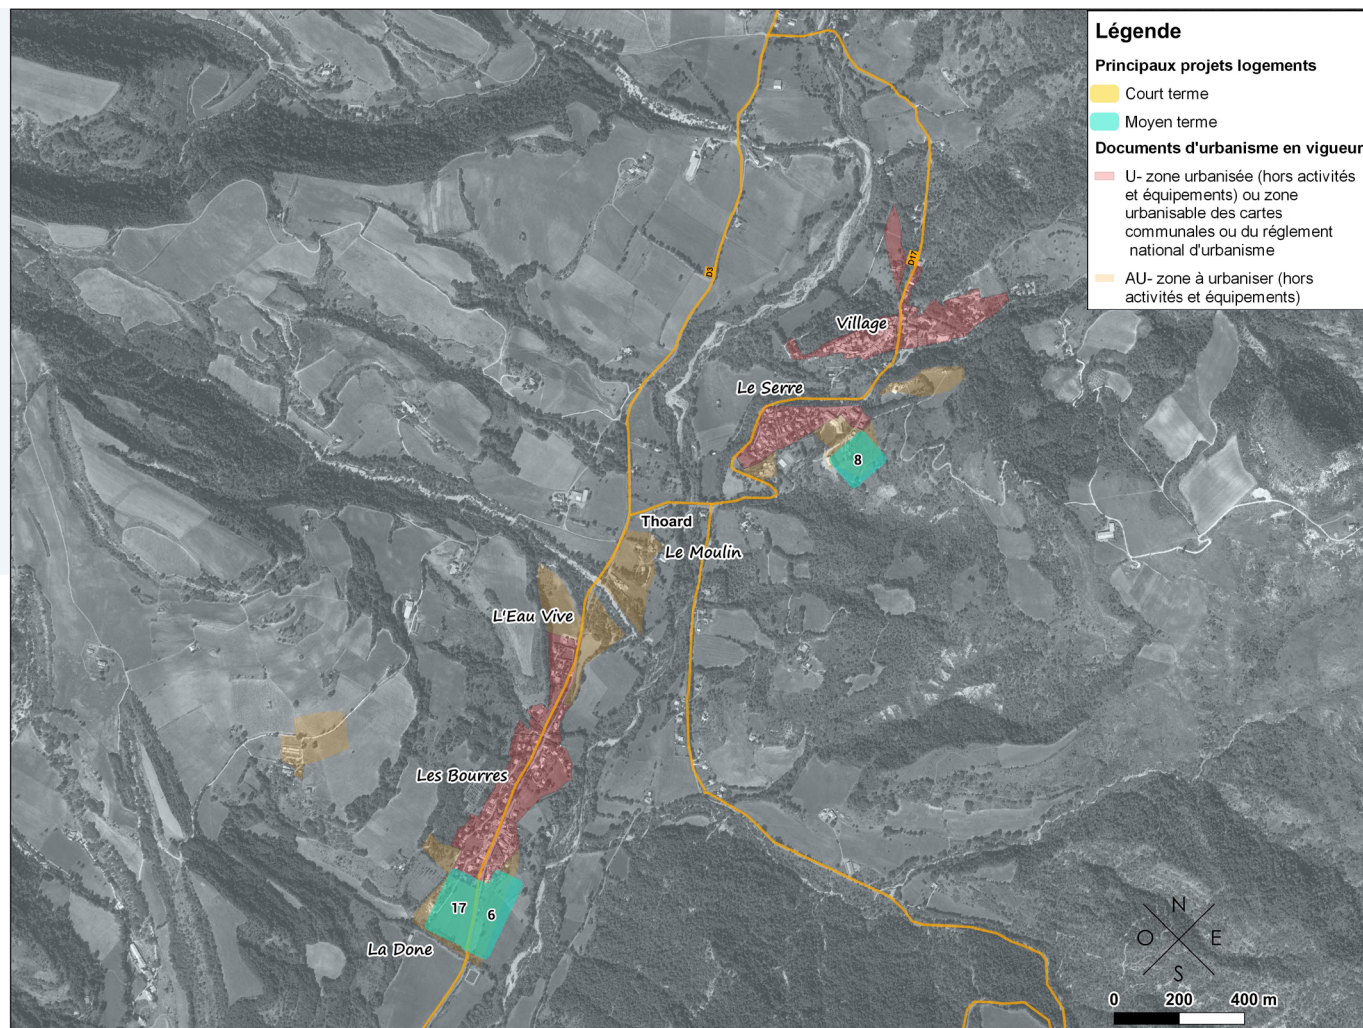 Légende
Principaux projets logements
Court terme
Moyen terme
Documents d'urbanisme en vigueur
U- zone urbanisée (hors activités
et équipements) ou zone
urbanisable des cartes
communales ou du réglement
national d'urbanisme
AU- zone à urbaniser (hors
activités et équipements)
D3
D17
Village
Le Serre
8
Thoard
Le Moulin
L'Eau Vive
Les Bourres
17
6
La Done
N
O
E
S
0 200 400 m